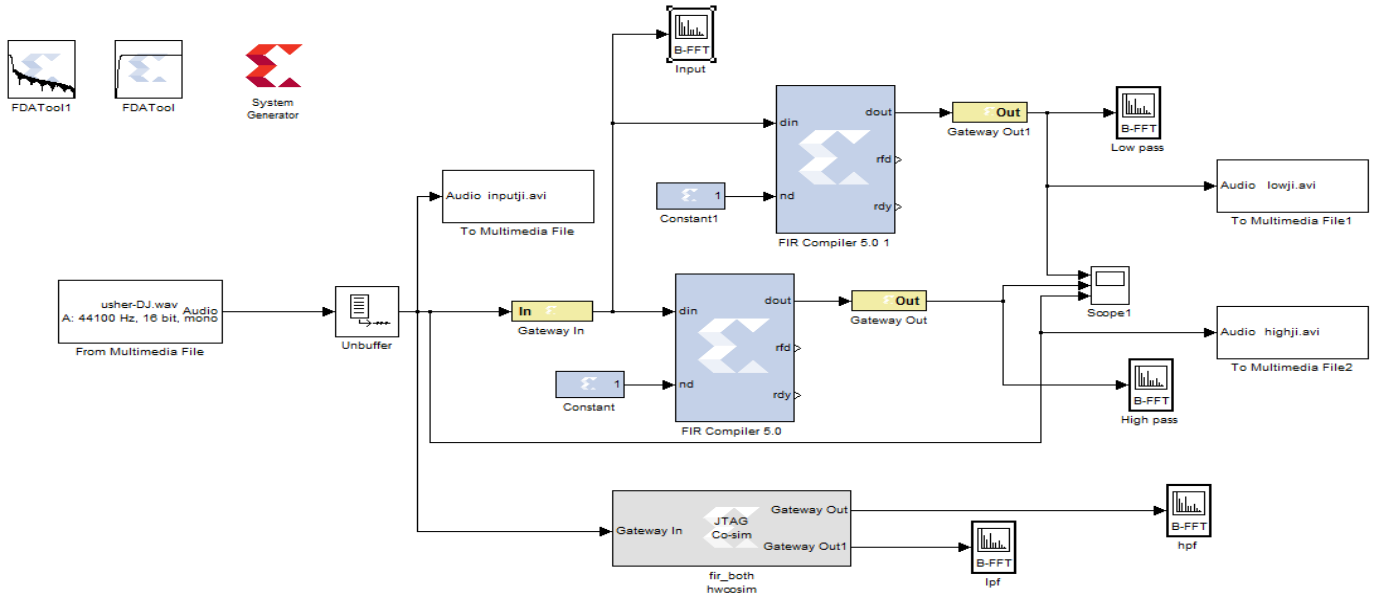 B-FFT
Input
FDATool1
FDATool
System
Generator
din
dout
rfd
nd
rdy
FIR Compiler 5.0 1
1
Constant1
Out
Gateway Out1
B-FFT
Low pass
Audio inputji.avi
To Multimedia File
Audio lowji.avi
To Multimedia File1
usher-DJ.wav
Audio
A: 44100 Hz, 16 bit, mono
From Multimedia File
Unbuffer
In
Gateway In
din
dout
rfd
nd
rdy
FIR Compiler 5.0
1
Constant
Out
Gateway Out
Scope1
Audio highji.avi
To Multimedia File2
B-FFT
High pass
Gateway In
JTAG
Co-sim
Gateway Out
Gateway Out1
fir_both
hwcosim
B-FFT
hpf
B-FFT
lpf